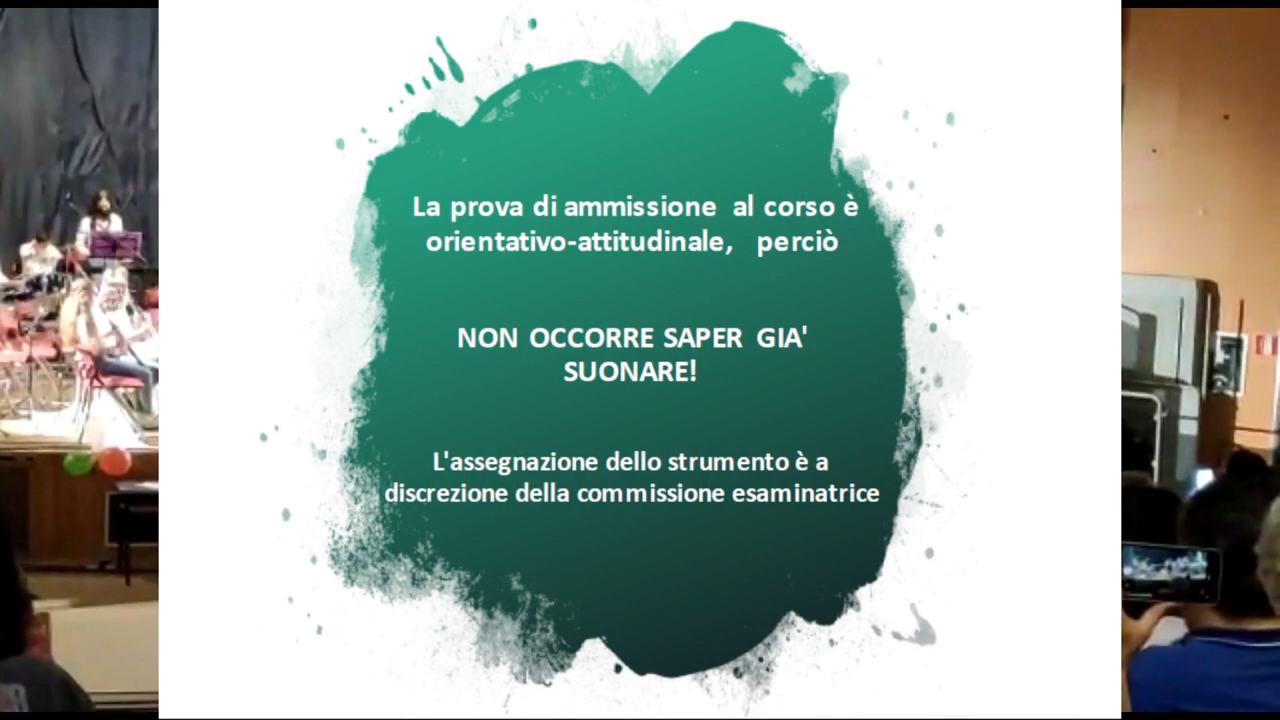 La prova di ammissione al corso è
orientativo-attitudinale, perciò
NON OCCORRE SAPER GIA'
SUONARE!
L'assegnazione dello strumento è a
discrezione della commissione esaminatrice